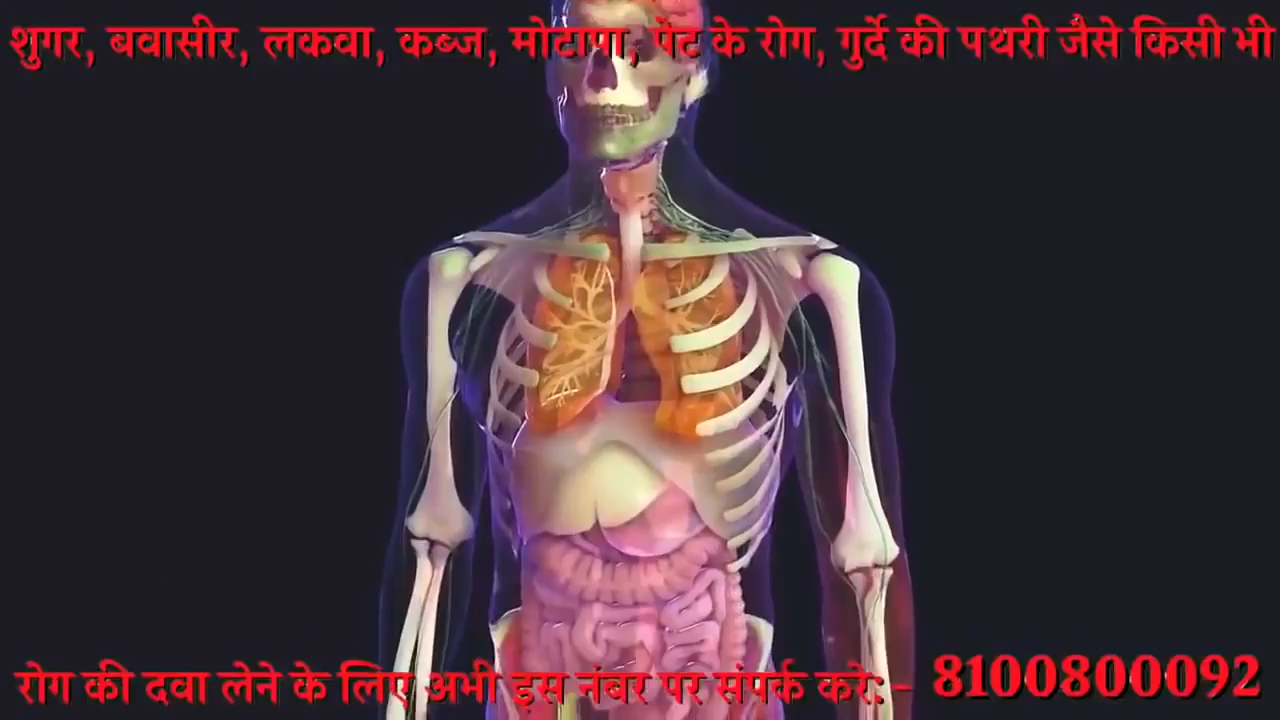 शुगर, बवासीर, लकवा, कब्ज, मोटापा, पेंट के रोग, गुर्दे की पथरी जैसे किसी भी
रोग की दवा लेने के लिए अभी इस नंबर पर संपर्क करे:- 8100800092